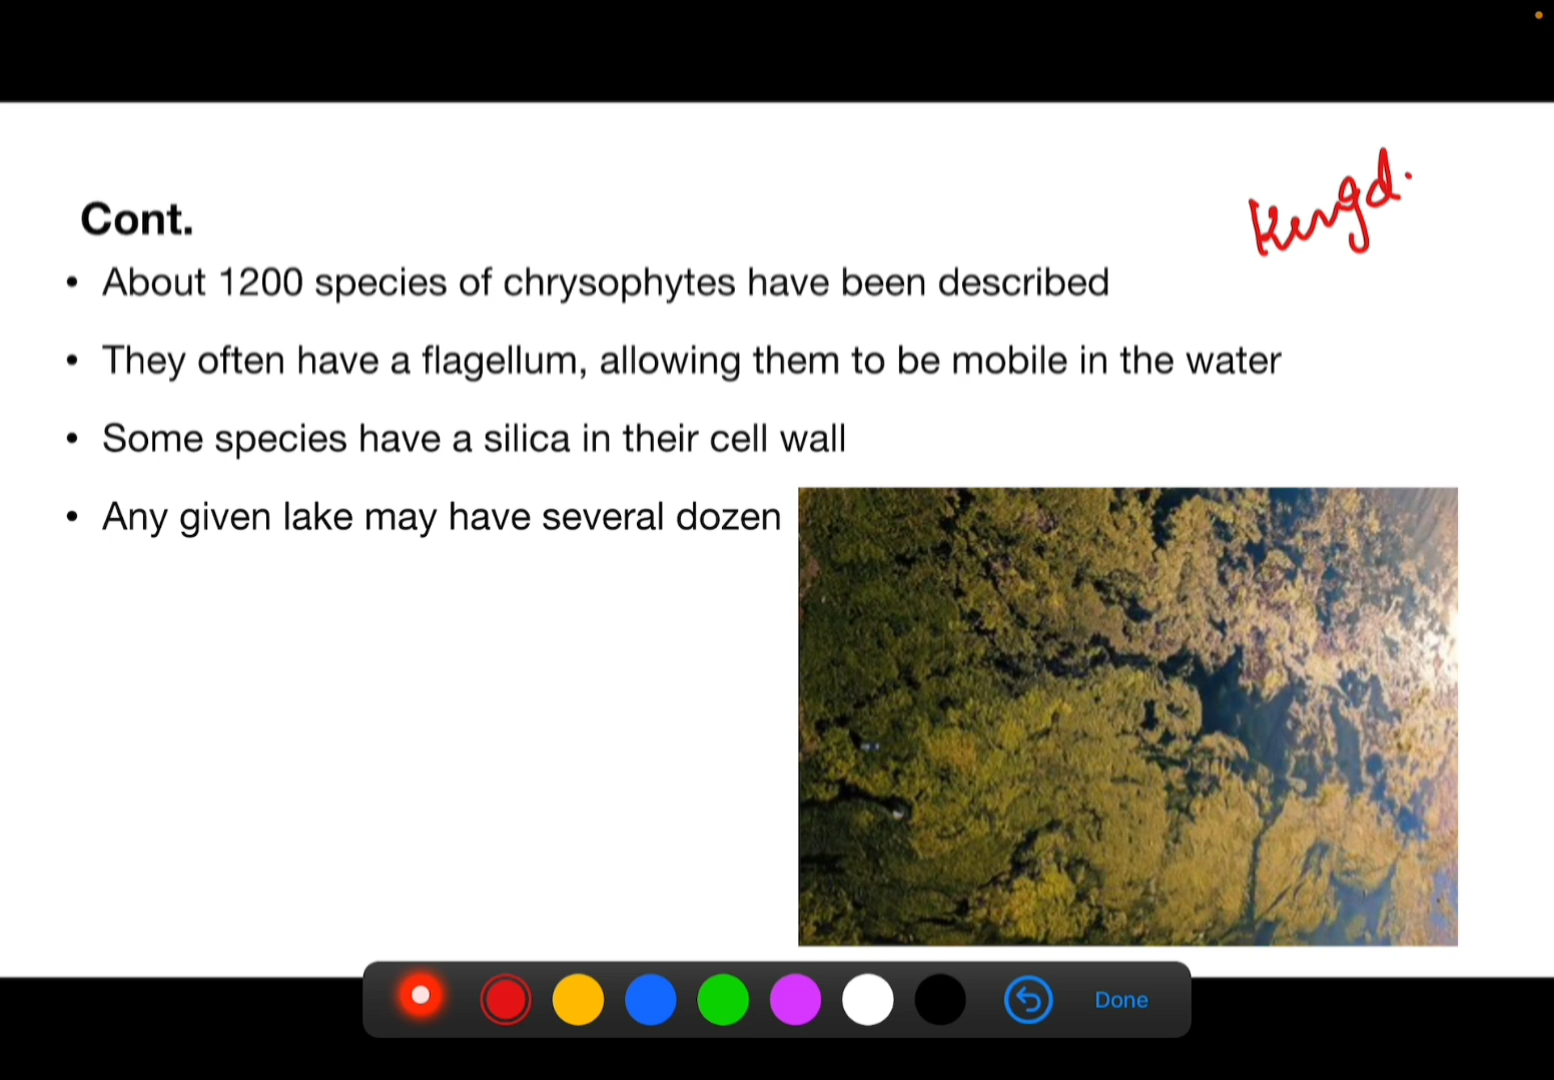 Kingd.
Cont.
• About 1200 species of chrysophytes have been described
• They often have a flagellum, allowing them to be mobile in the water
• Some species have a silica in their cell wall
• Any given lake may have several dozen
Done